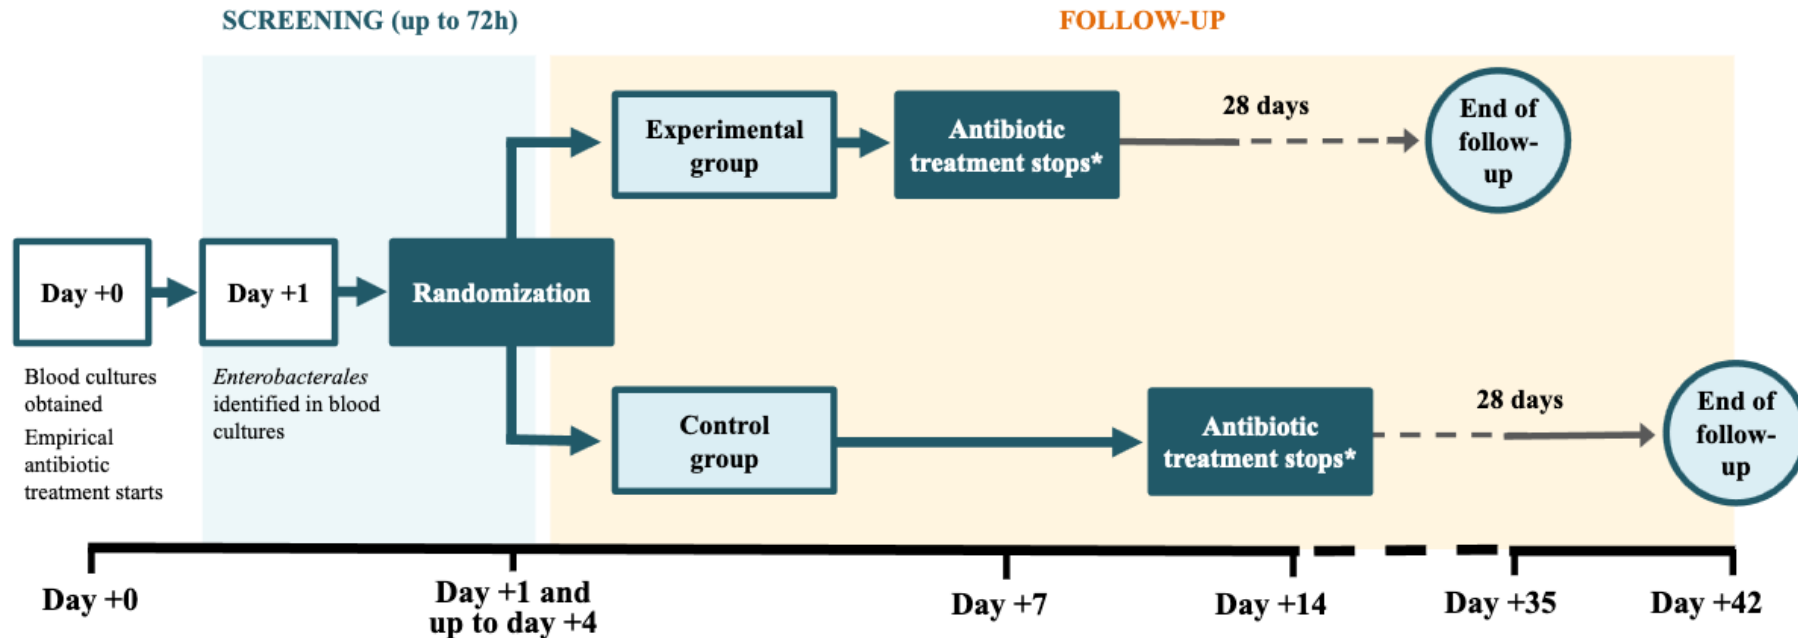 SCREENING (up to 72h)
FOLLOW-UP
Experimental
group
Antibiotic
treatment stops*
28 days
End of
follow-
up
Day +0
Day +1
Randomization
Blood cultures
obtained
Empirical
antibiotic
treatment starts
Enterobacterales
identified in blood
cultures
Control
group
Antibiotic
treatment stops*
28 days
End of
follow-
up
Day +0
Day +1 and
up to day +4
Day +7
Day +14
Day +35
Day +42